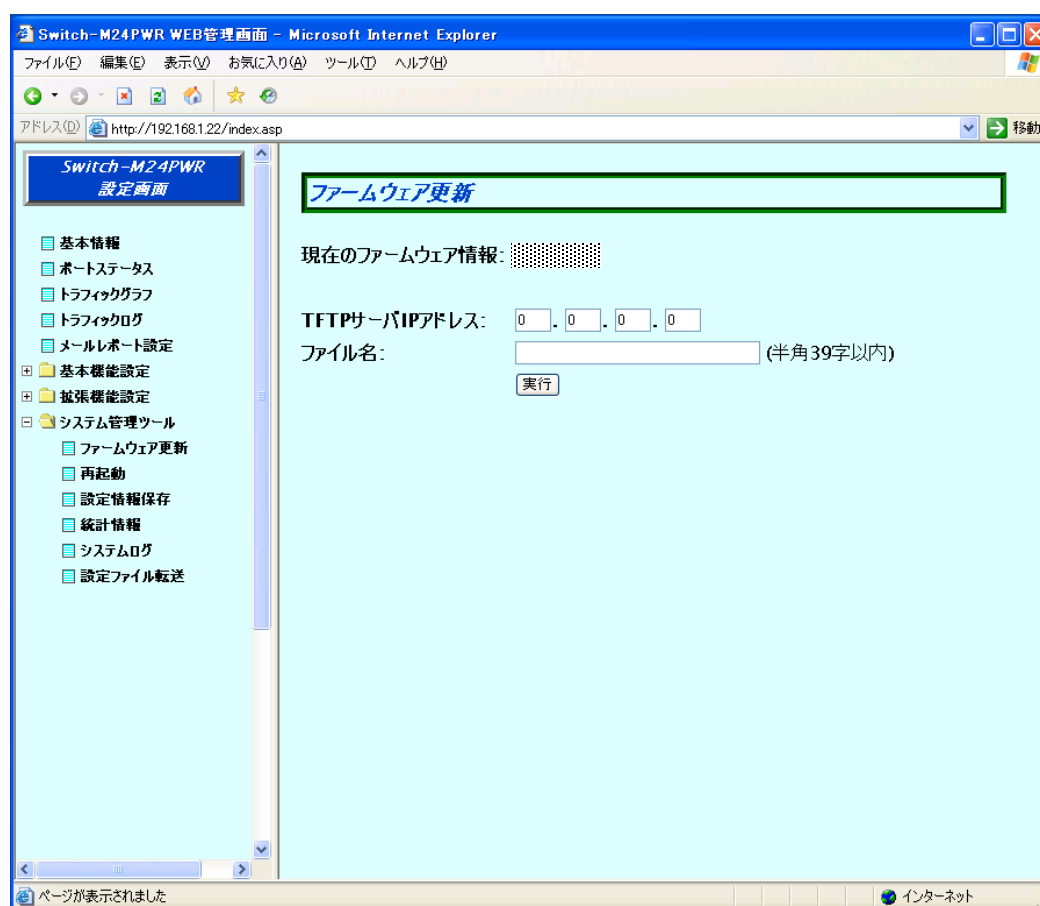 Switch-M24PWR WEB管理画面 - Microsoft Internet Explorer
ファイル(F) 編集(E) 表示(V) お気に入り(A) ツール(T) ヘルプ(H)
アドレス(D) http://192.168.1.22/index.asp 移動
Switch-M24PWR
設定画面
基本情報
ポートステータス
トラフィックグラフ
トラフィックログ
メールレポート設定
基本機能設定
拡張機能設定
システム管理ツール
ファームウェア更新
再起動
設定情報保存
統計情報
システムログ
設定ファイル転送
ファームウェア更新
現在のファームウェア情報:
TFTPサーバIPアドレス: 0 . 0 . 0 . 0
ファイル名: (半角39字以内)
実行
ページが表示されました インターネット